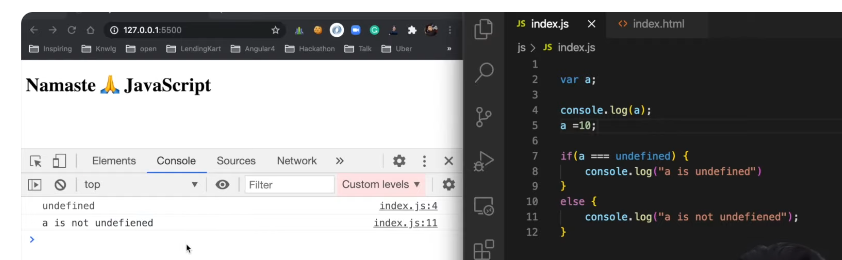 127.0.0.1:5500
Inspiring Knwlg open LendingKart Angular4 Hackathon Talk Uber »
Namaste 🙏 JavaScript
Elements Console Sources Network »
top Filter Custom levels
undefined index.js:4
a is not undefiened index.js:11
JS index.js <> index.html
js > JS index.js
1
2 var a;
3
4 console.log(a);
5 a =10;
6
7 if(a === undefined) {
8 console.log("a is undefined")
9 }
10 else {
11 console.log("a is not undefiened");
12 }